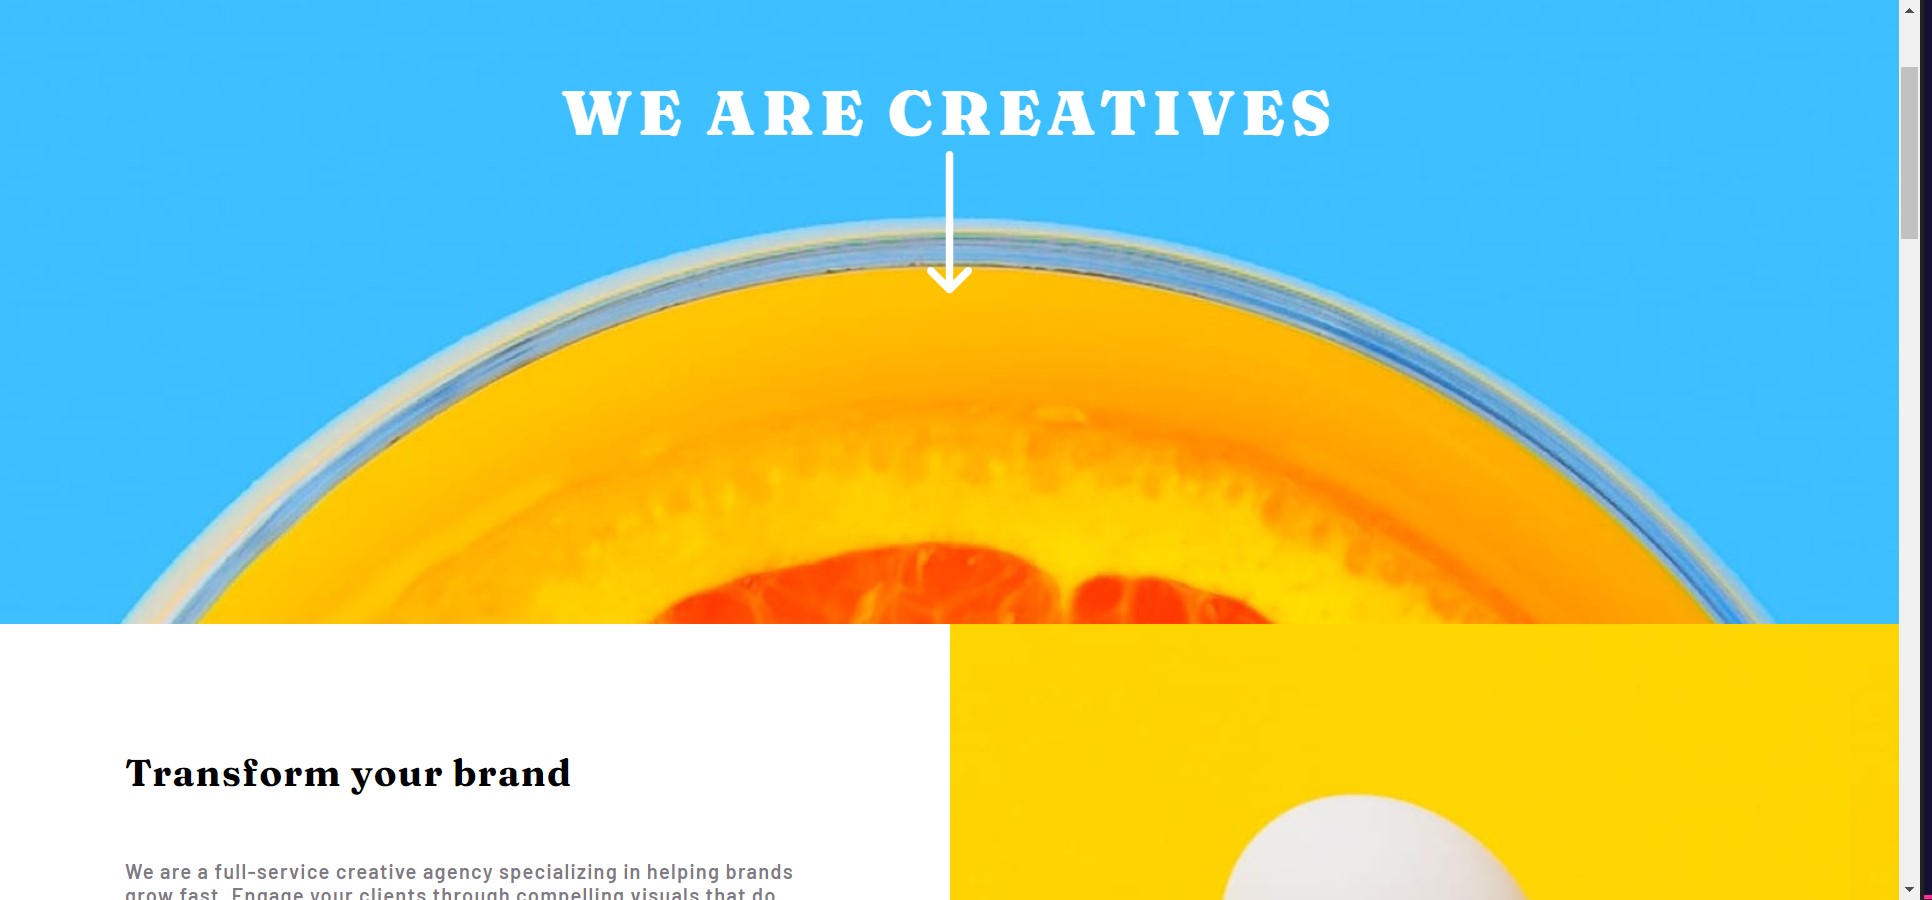 WE ARE CREATIVES
Transform your brand
We are a full-service creative agency specializing in helping brands
grow fast. Engage your clients through compelling visuals that do